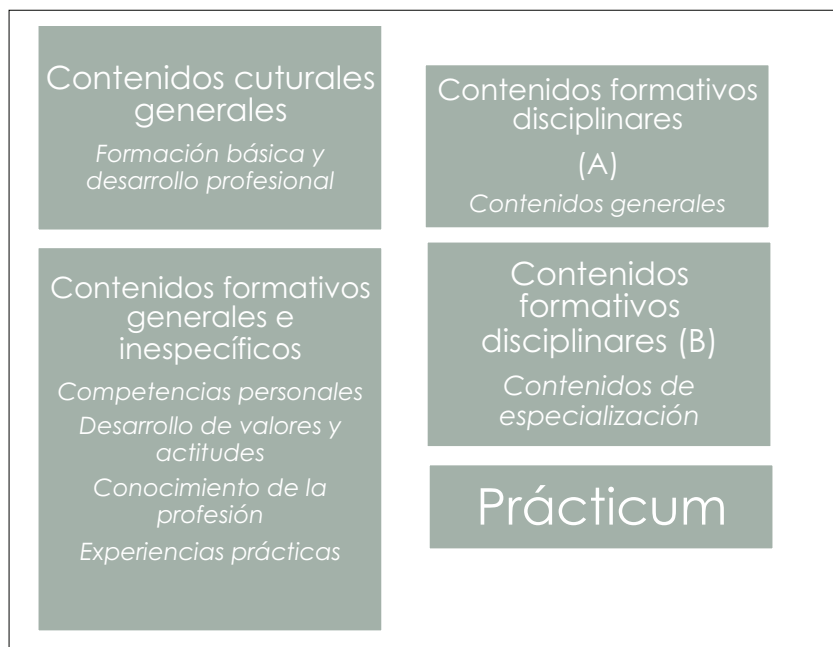 Contenidos cuturales
generales
Formación básica y
desarrollo profesional
Contenidos formativos
generales e
inespecíficos
Competencias personales
Desarrollo de valores y
actitudes
Conocimiento de la
profesión
Experiencias prácticas
Contenidos formativos
disciplinares
(A)
Contenidos generales
Contenidos
formativos
disciplinares (B)
Contenidos de
especialización
Prácticum